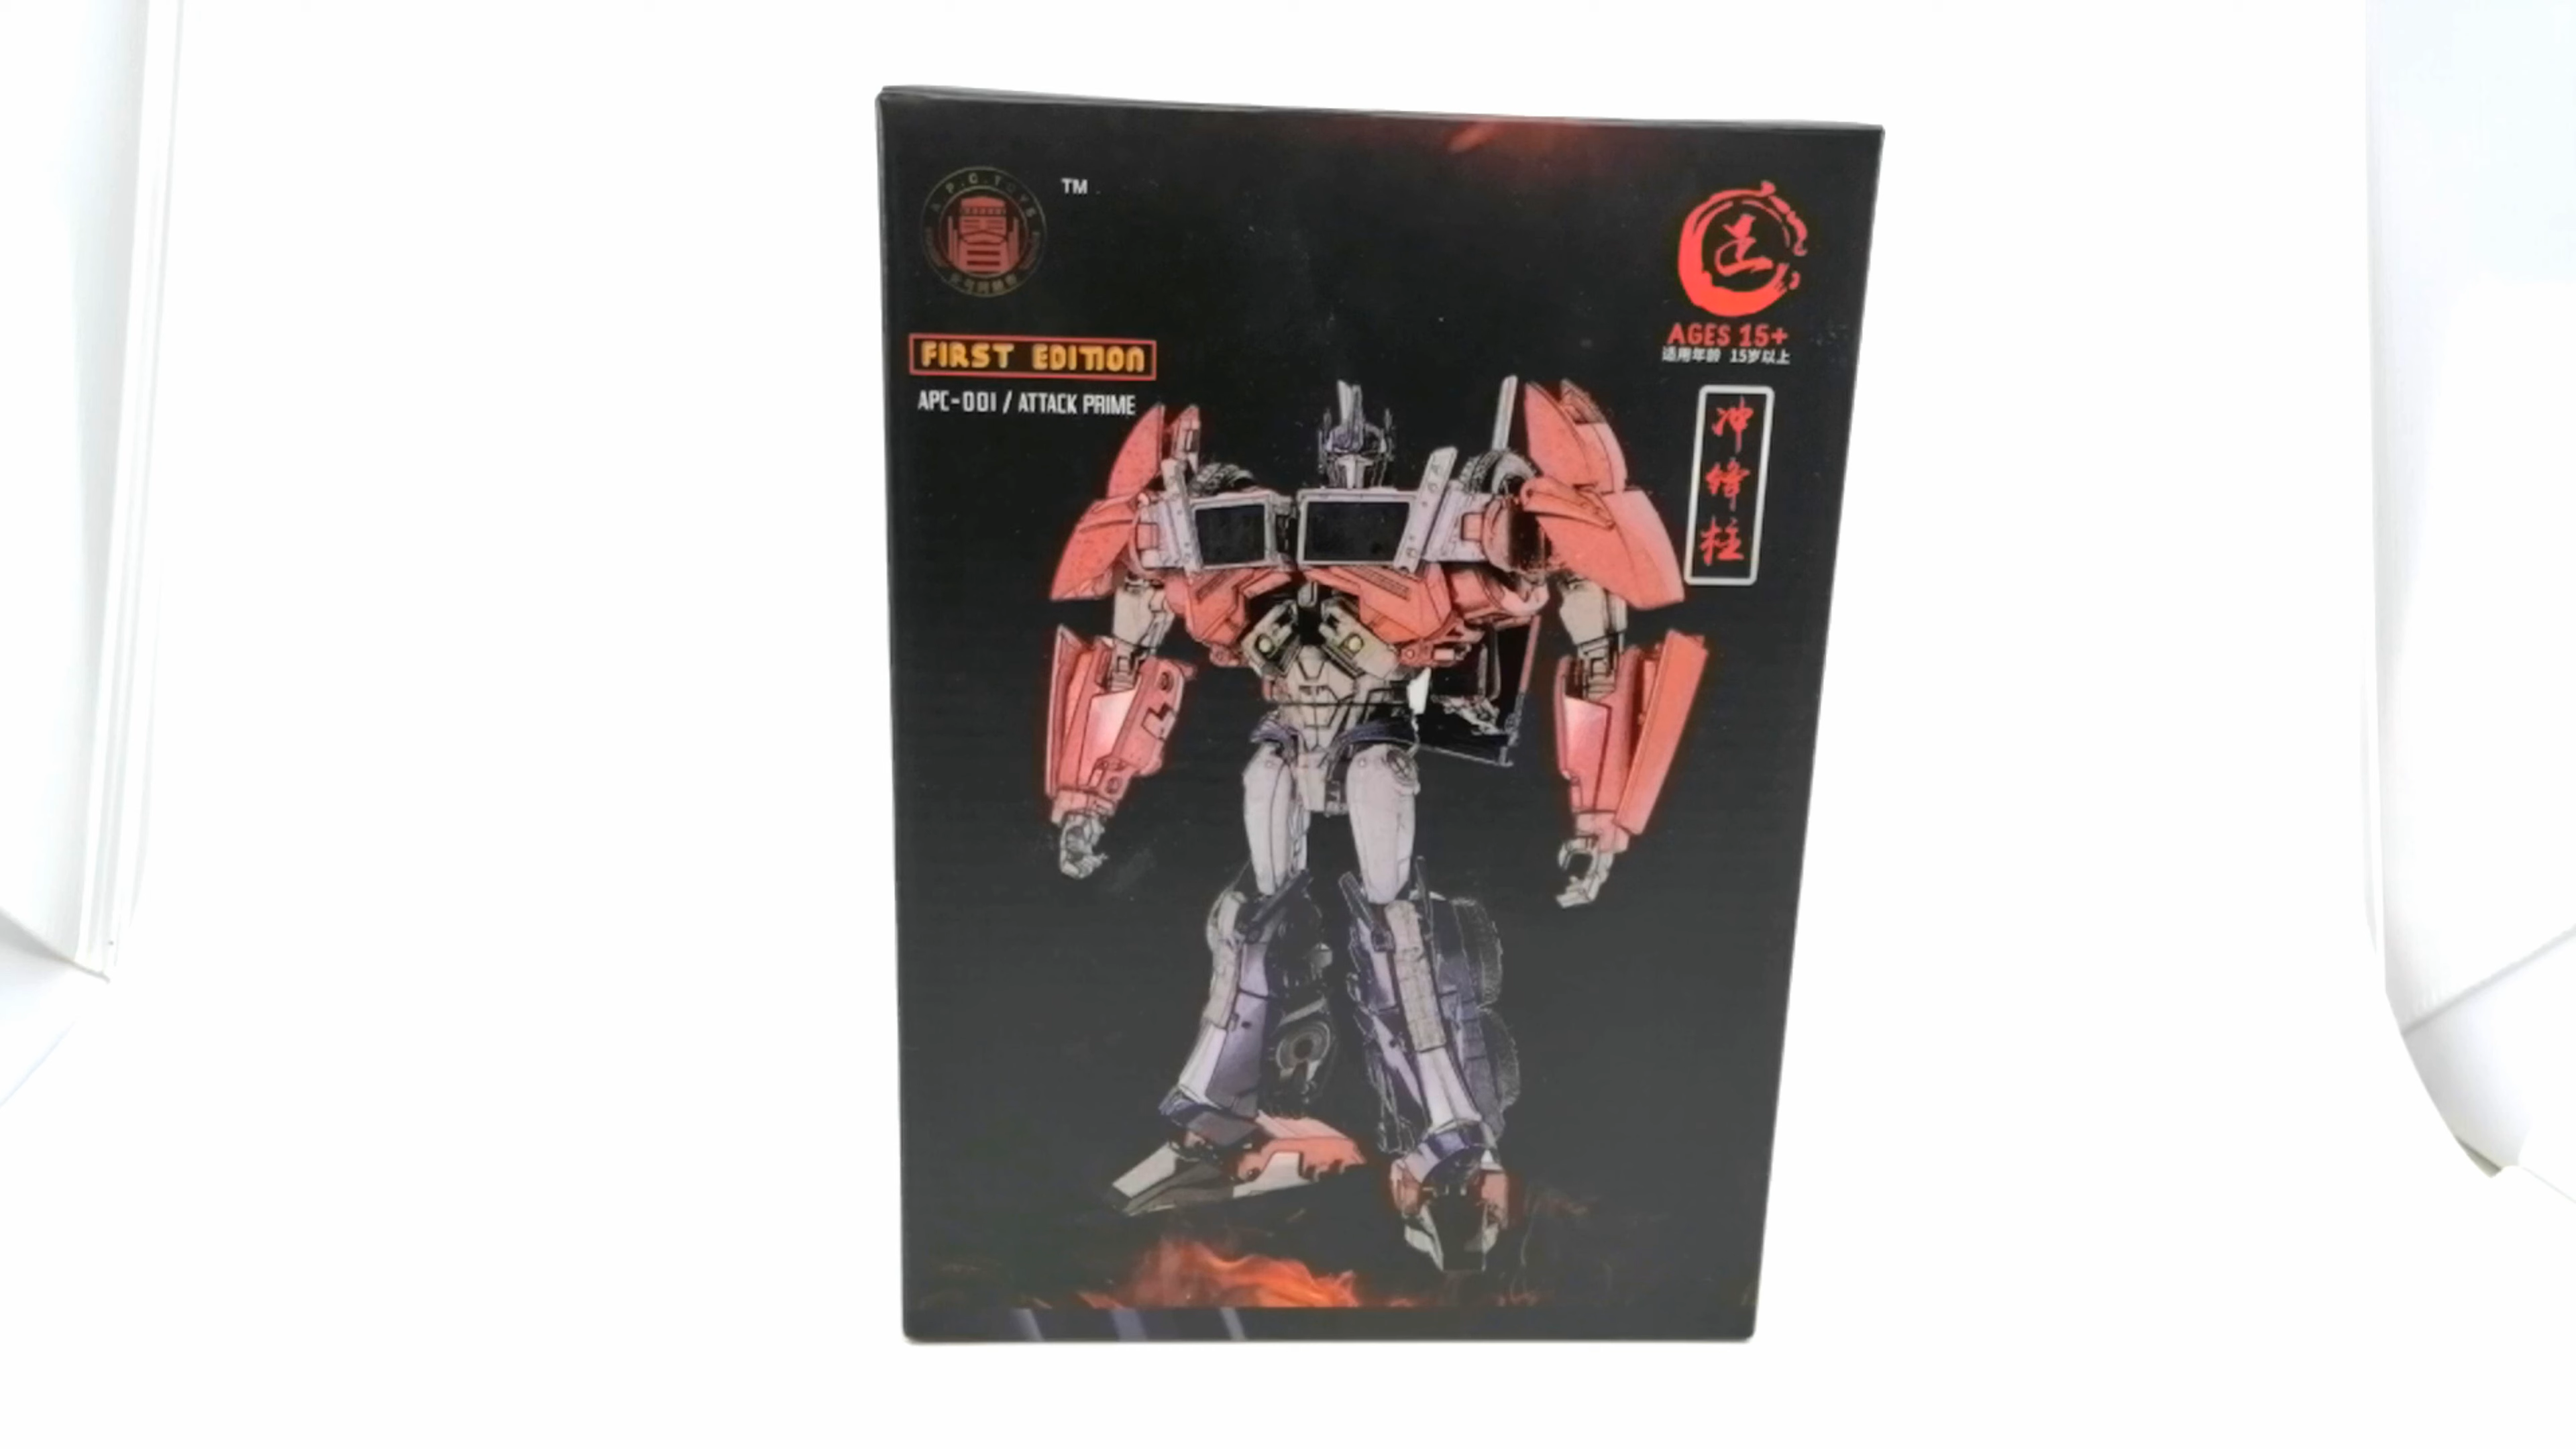 A.P.C.TOYS
TM
FIRST EDITION
APC-001 / ATTACK PRIME
AGES 15+
适用年龄 15岁以上
冲
锋
柱